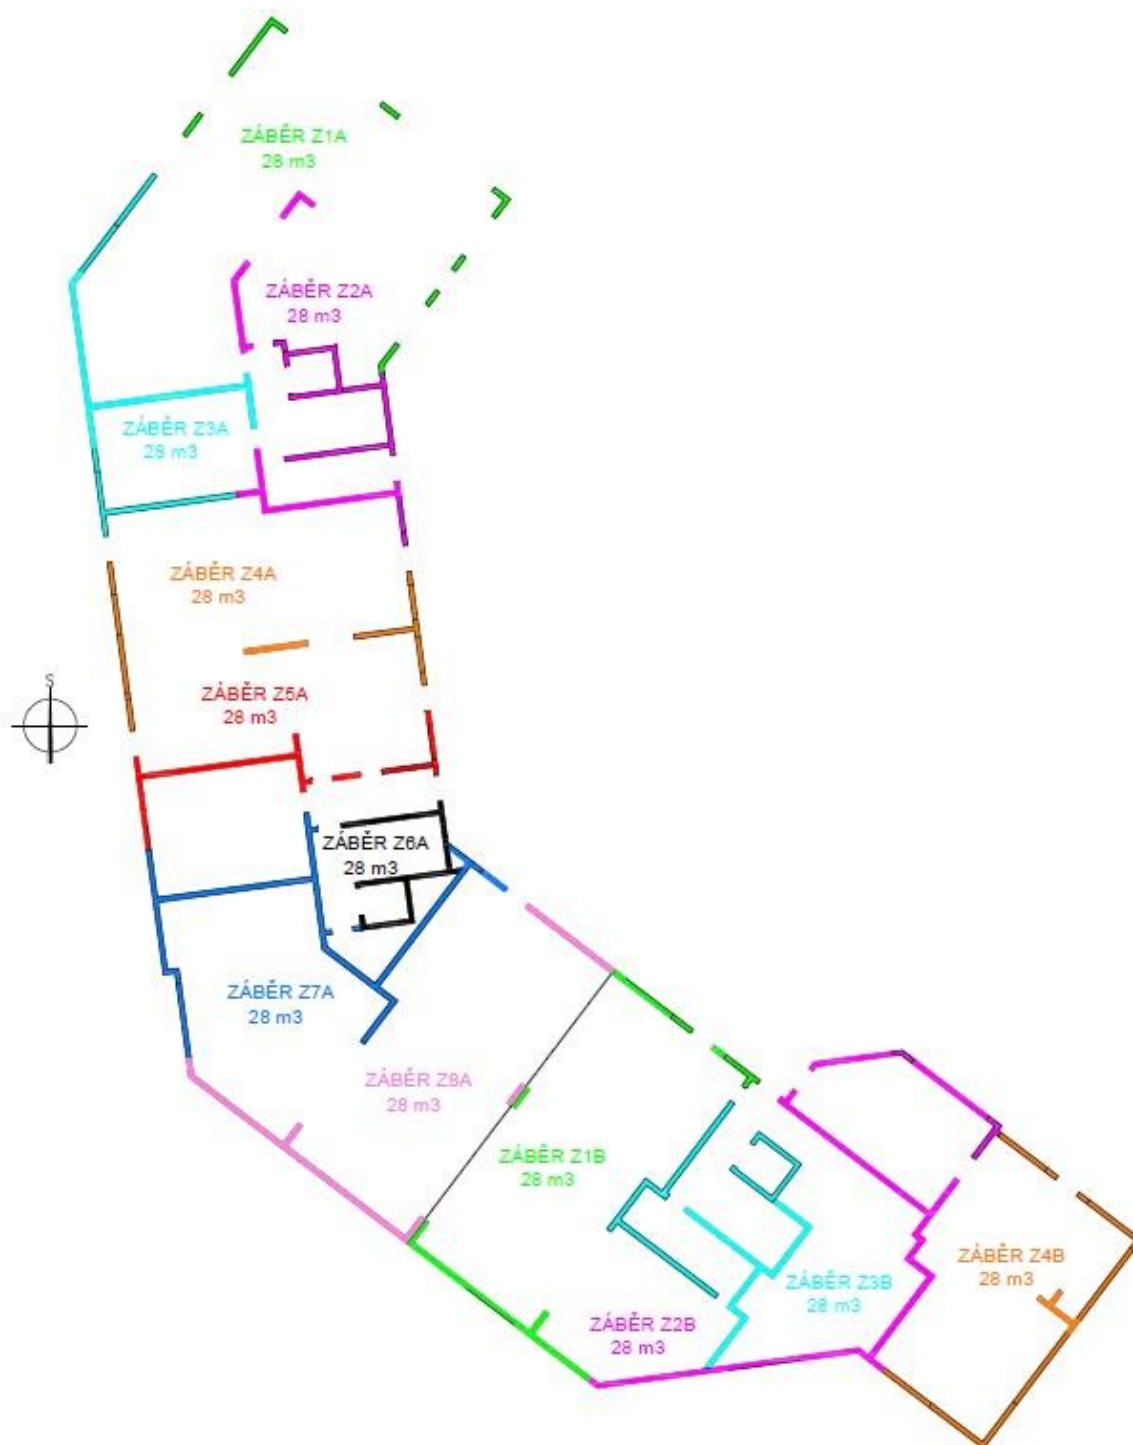 ZÁBĚR Z1A
28 m3
ZÁBĚR Z2A
28 m3
ZÁBĚR Z3A
28 m3
ZÁBĚR Z4A
28 m3
S
ZÁBĚR Z5A
28 m3
ZÁBĚR Z6A
28 m3
ZÁBĚR Z7A
28 m3
ZÁBĚR Z8A
28 m3
ZÁBĚR Z1B
28 m3
ZÁBĚR Z4B
28 m3
ZÁBĚR Z3B
28 m3
ZÁBĚR Z2B
28 m3